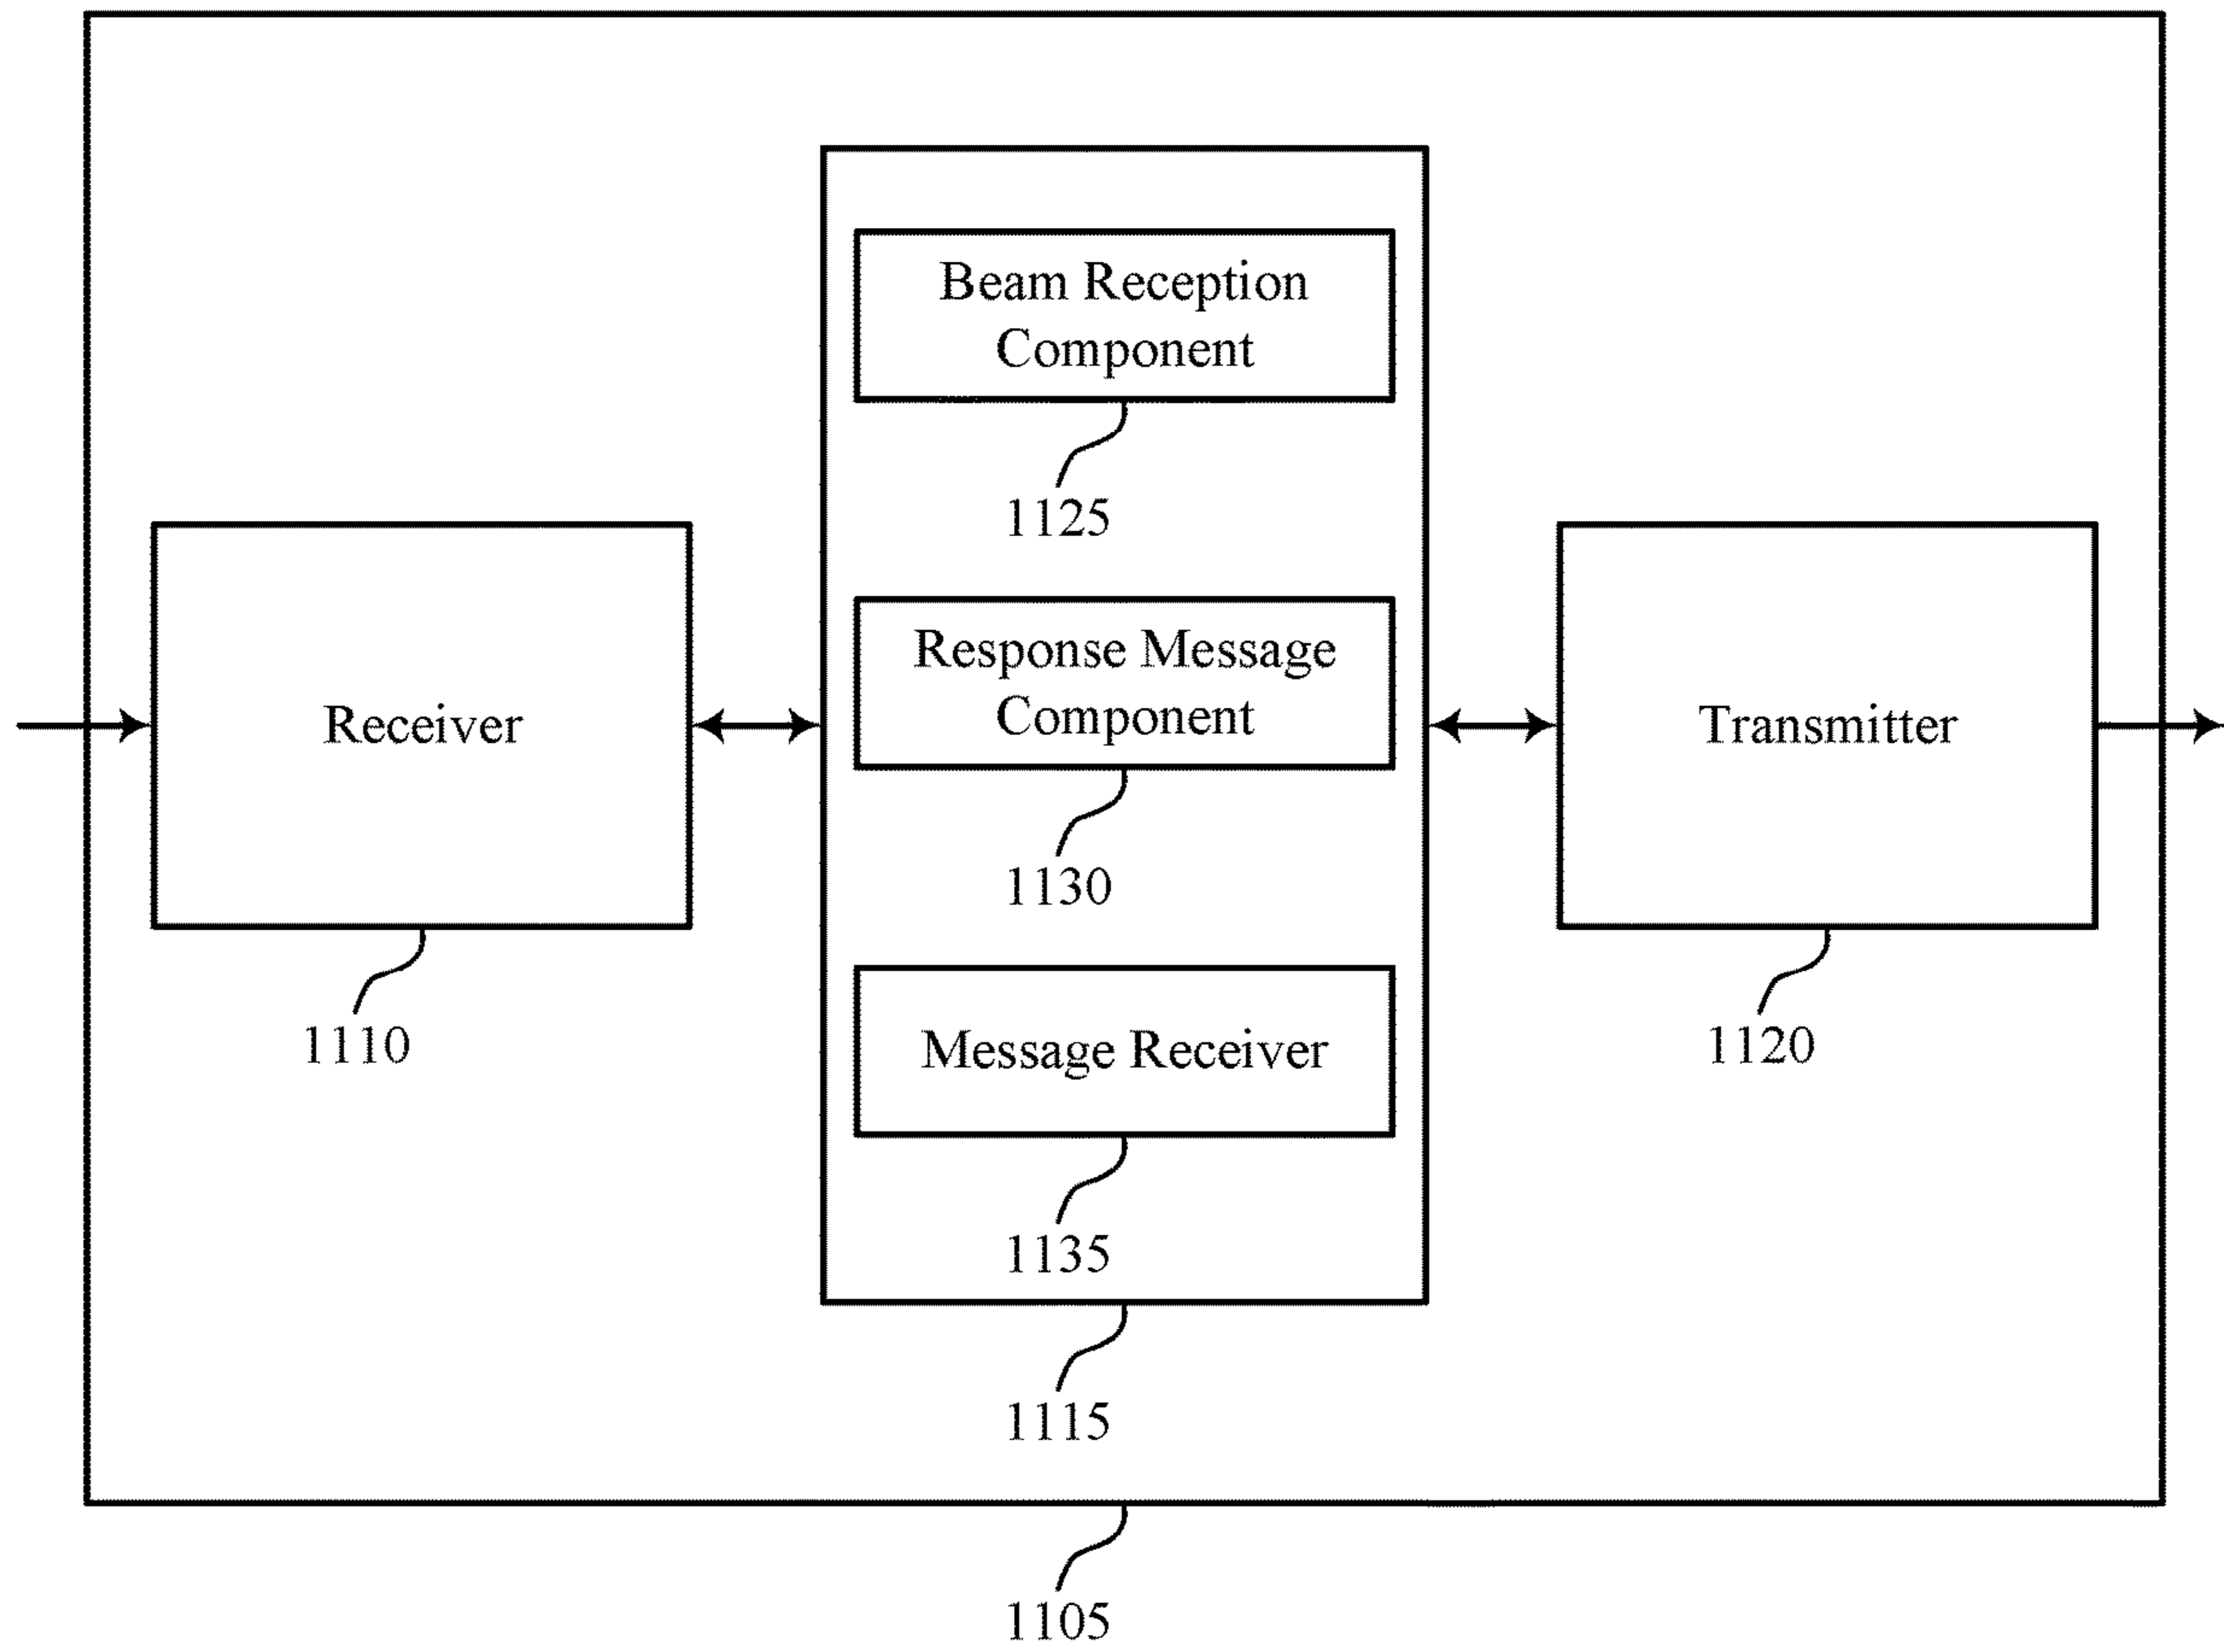 Beam Reception
Component
1125
Response Message
Component
1130
Message Receiver
1135
1115
Receiver
1110
Transmitter
1120
1105